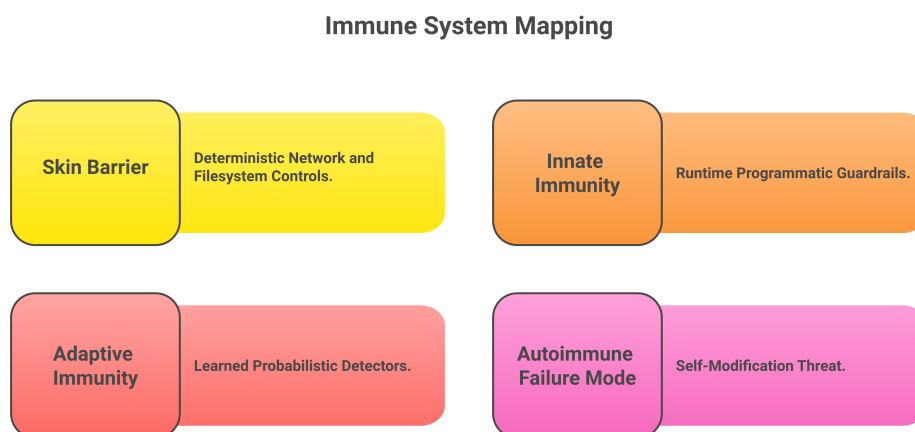 Immune System Mapping
Skin Barrier
Deterministic Network and
Filesystem Controls.
Innate
Immunity
Runtime Programmatic Guardrails.
Adaptive
Immunity
Learned Probabilistic Detectors.
Autoimmune
Failure Mode
Self-Modification Threat.